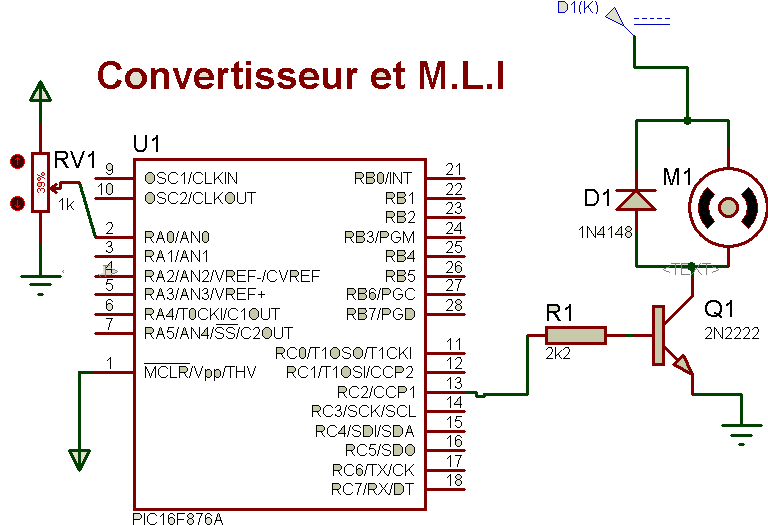 D1(K)
Convertisseur et M.L.I
RV1
39%
1k
U1
9 OSC1/CLKIN
10 OSC2/CLKOUT
2 RA0/AN0
3 RA1/AN1
4 RA2/AN2/VREF-/CVREF
5 RA3/AN3/VREF+
6 RA4/T0CKI/C1OUT
7 RA5/AN4/SS/C2OUT
1 MCLR/Vpp/THV
RB0/INT 21
RB1 22
RB2 23
RB3/PGM 24
RB4 25
RB5 26
RB6/PGC 27
RB7/PGD 28
RC0/T1OSO/T1CKI 11
RC1/T1OSI/CCP2 12
RC2/CCP1 13
RC3/SCK/SCL 14
RC4/SDI/SDA 15
RC5/SDO 16
RC6/TX/CK 17
RC7/RX/DT 18
PIC16F876A
R1
2k2
D1
1N4148
M1
<TEXT>
Q1
2N2222